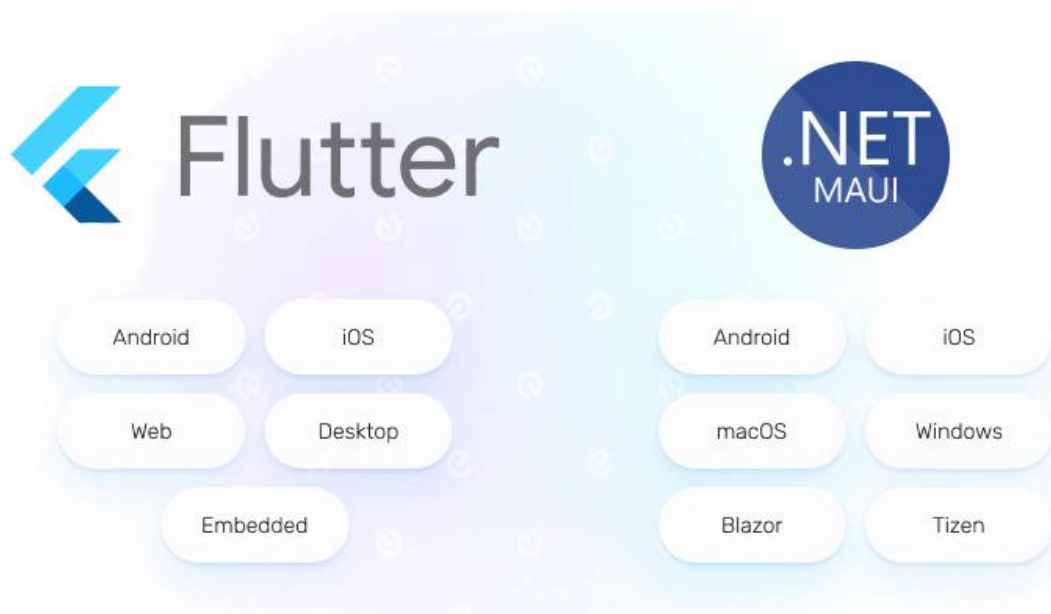 Flutter
.NET
MAUI
Android
iOS
Web
Desktop
Embedded
Android
iOS
macOS
Windows
Blazor
Tizen